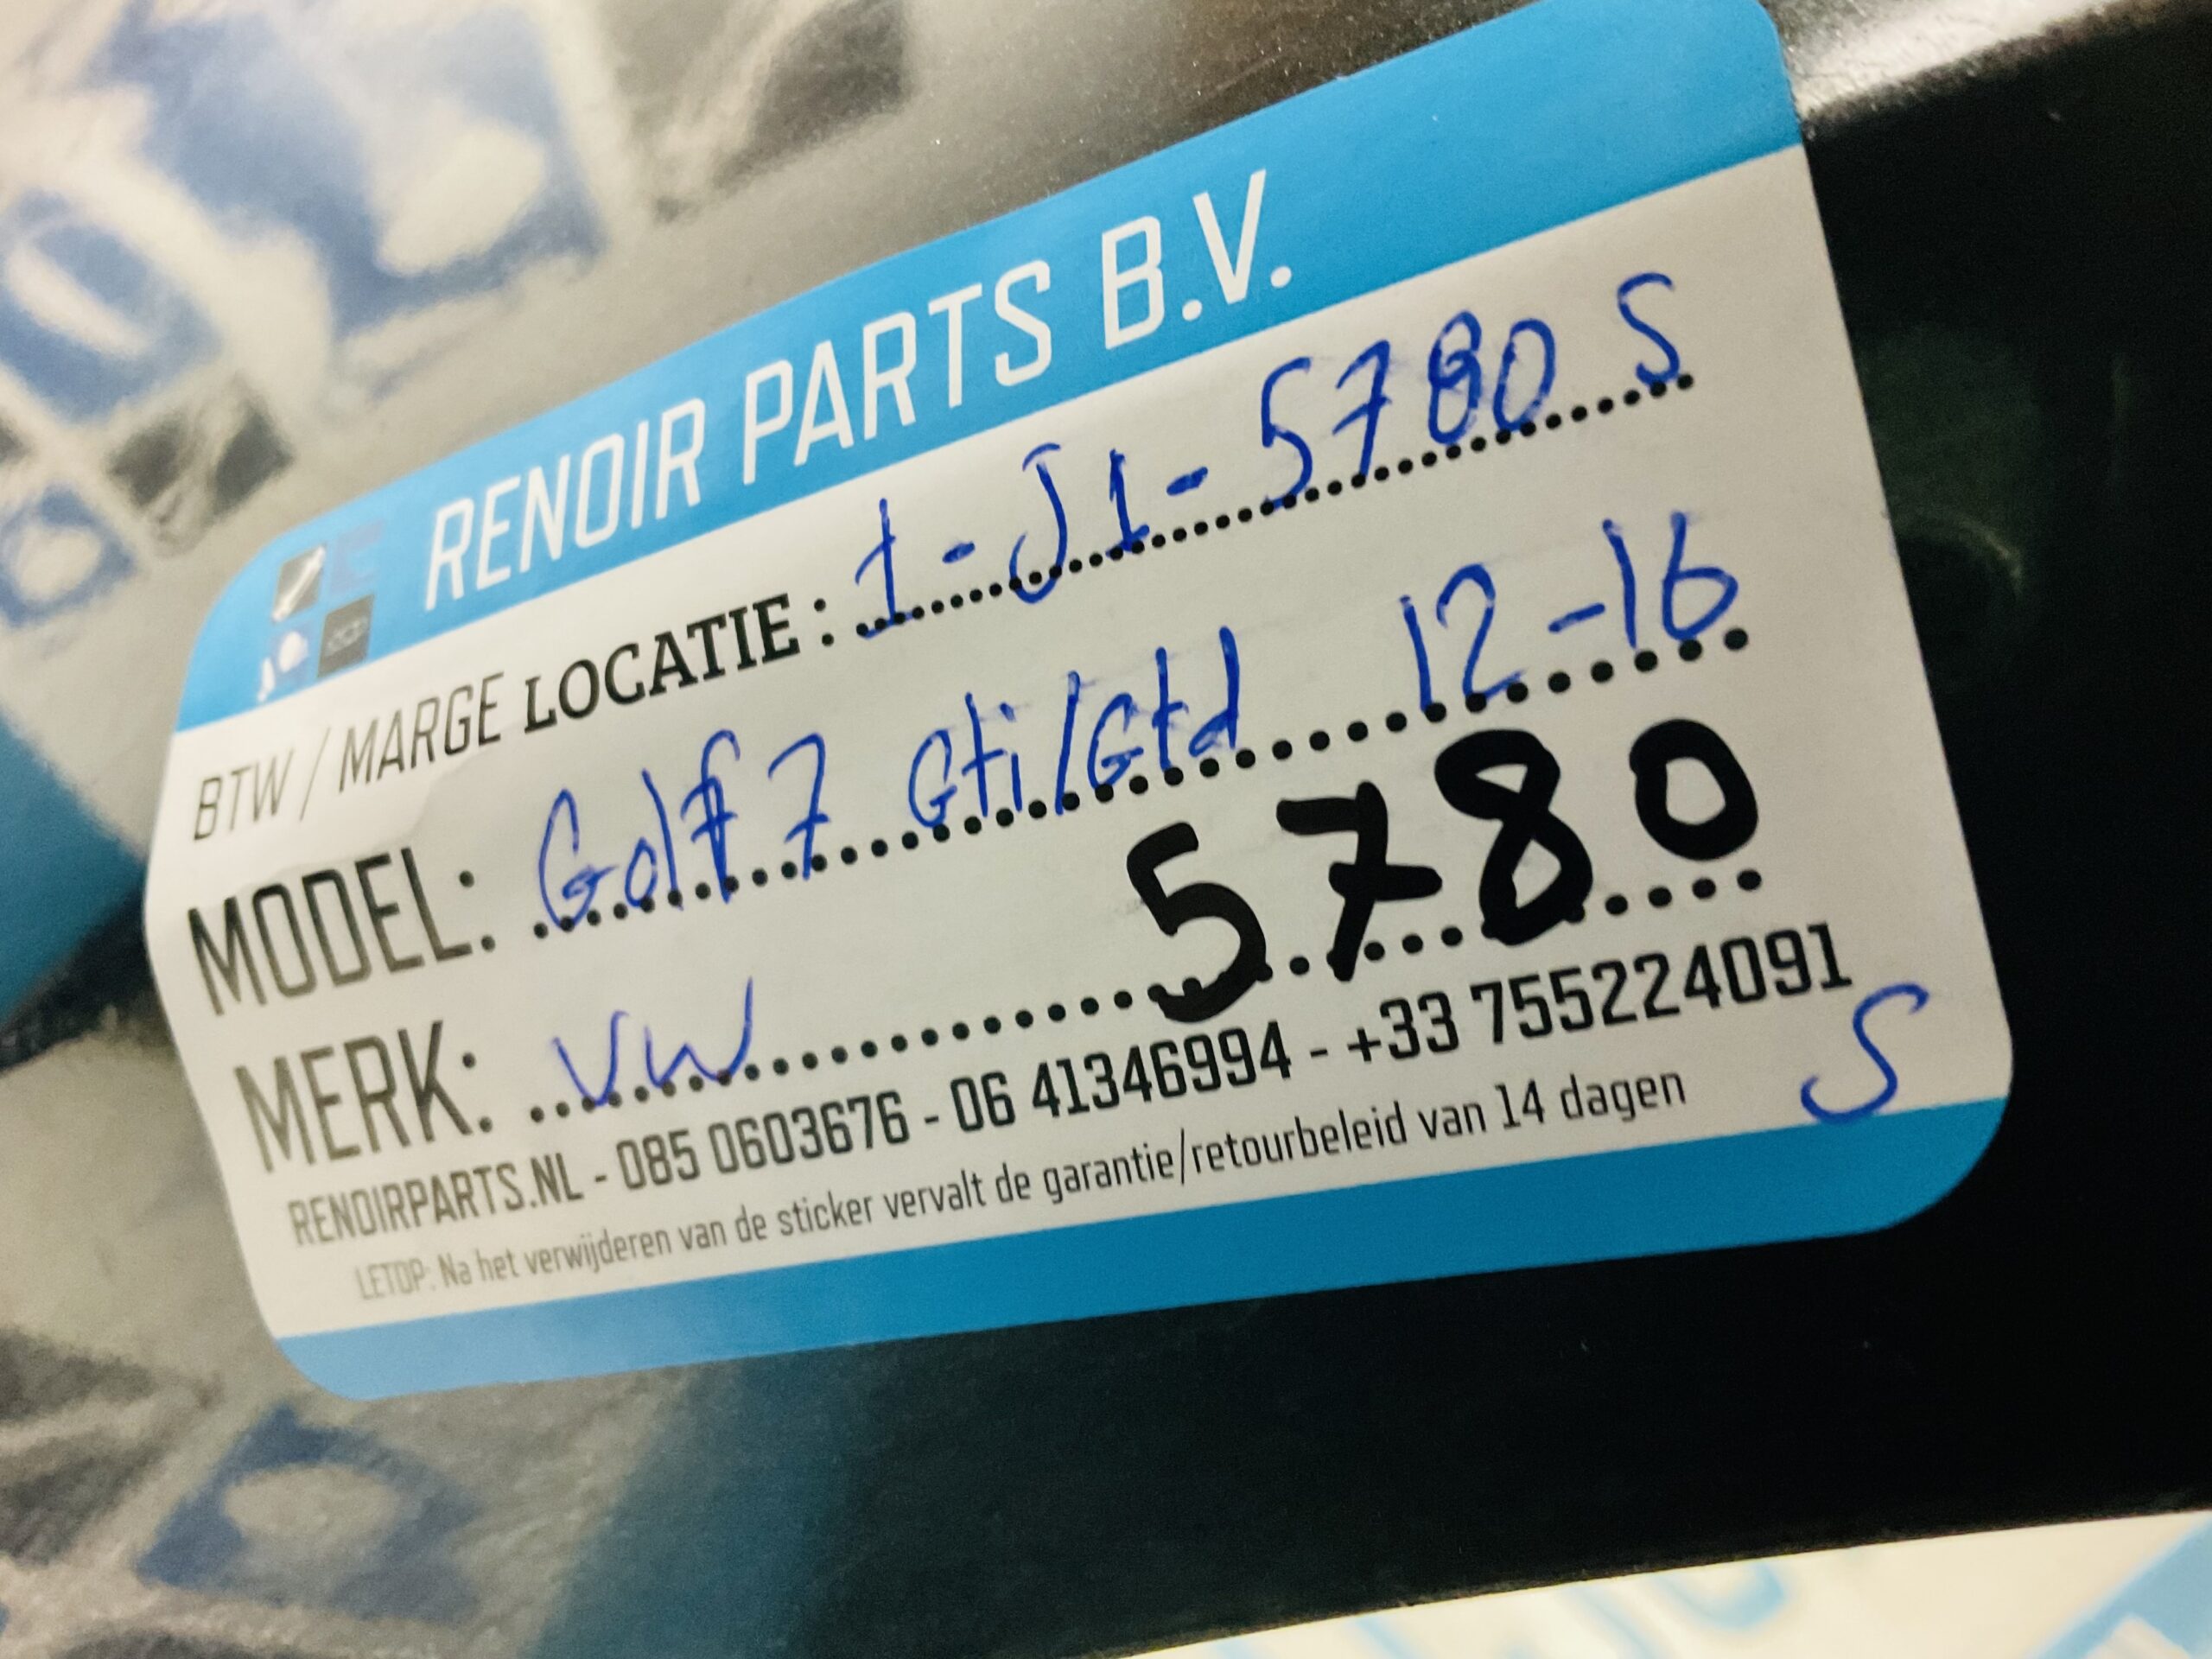 RENOIR PARTS B.V.
BTW / MARGE LOCATIE : 1-J1-5780 S
MODEL: Golf 7 Gti/Gtd 12-16
5780
MERK: VW
RENOIRPARTS.NL - 085 0603676 - 06 41346994 - +33 755224091
S
LETOP: Na het verwijderen van de sticker vervalt de garantie/retourbeleid van 14 dagen